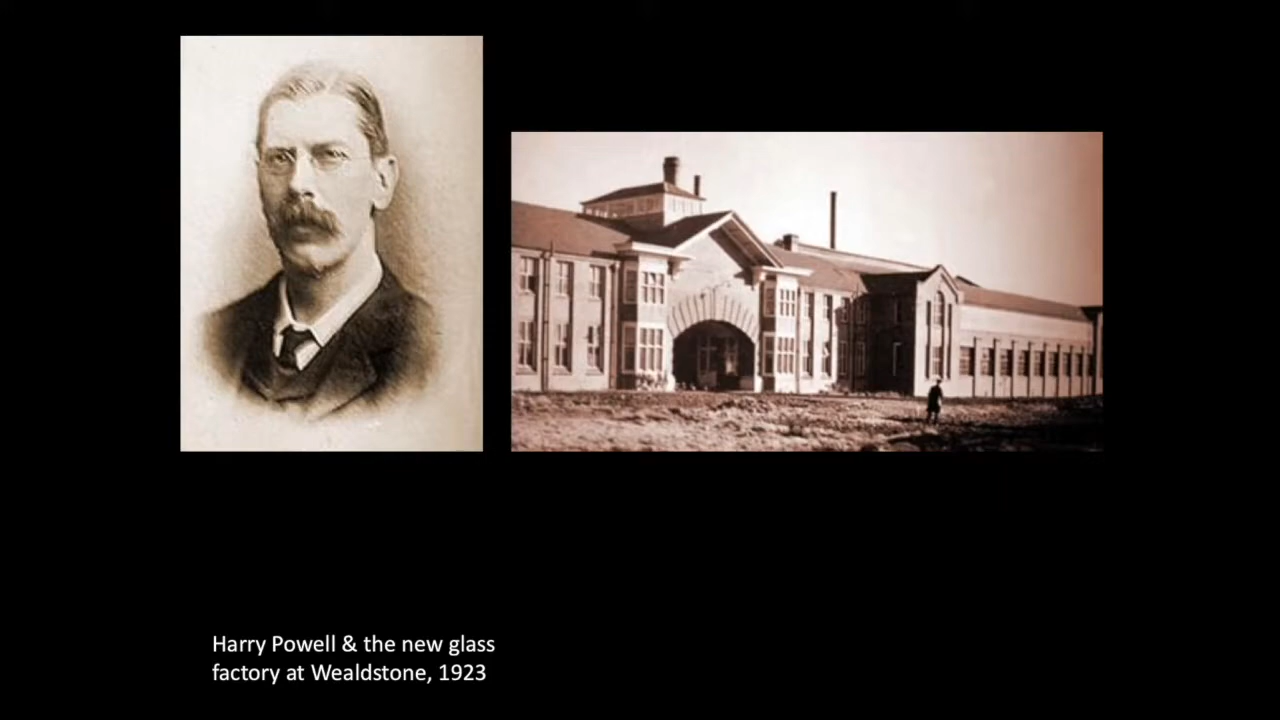 Harry Powell & the new glass
factory at Wealdstone, 1923